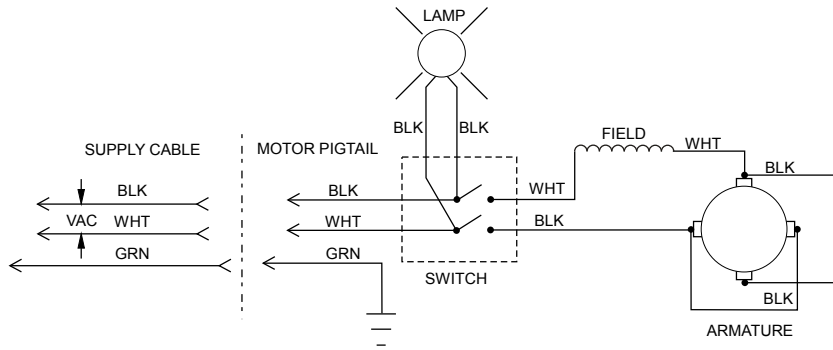 LAMP
BLK BLK
FIELD
WHT
SUPPLY CABLE
MOTOR PIGTAIL
BLK
BLK
BLK
WHT
VAC WHT
WHT
BLK
GRN
GRN
SWITCH
BLK
ARMATURE